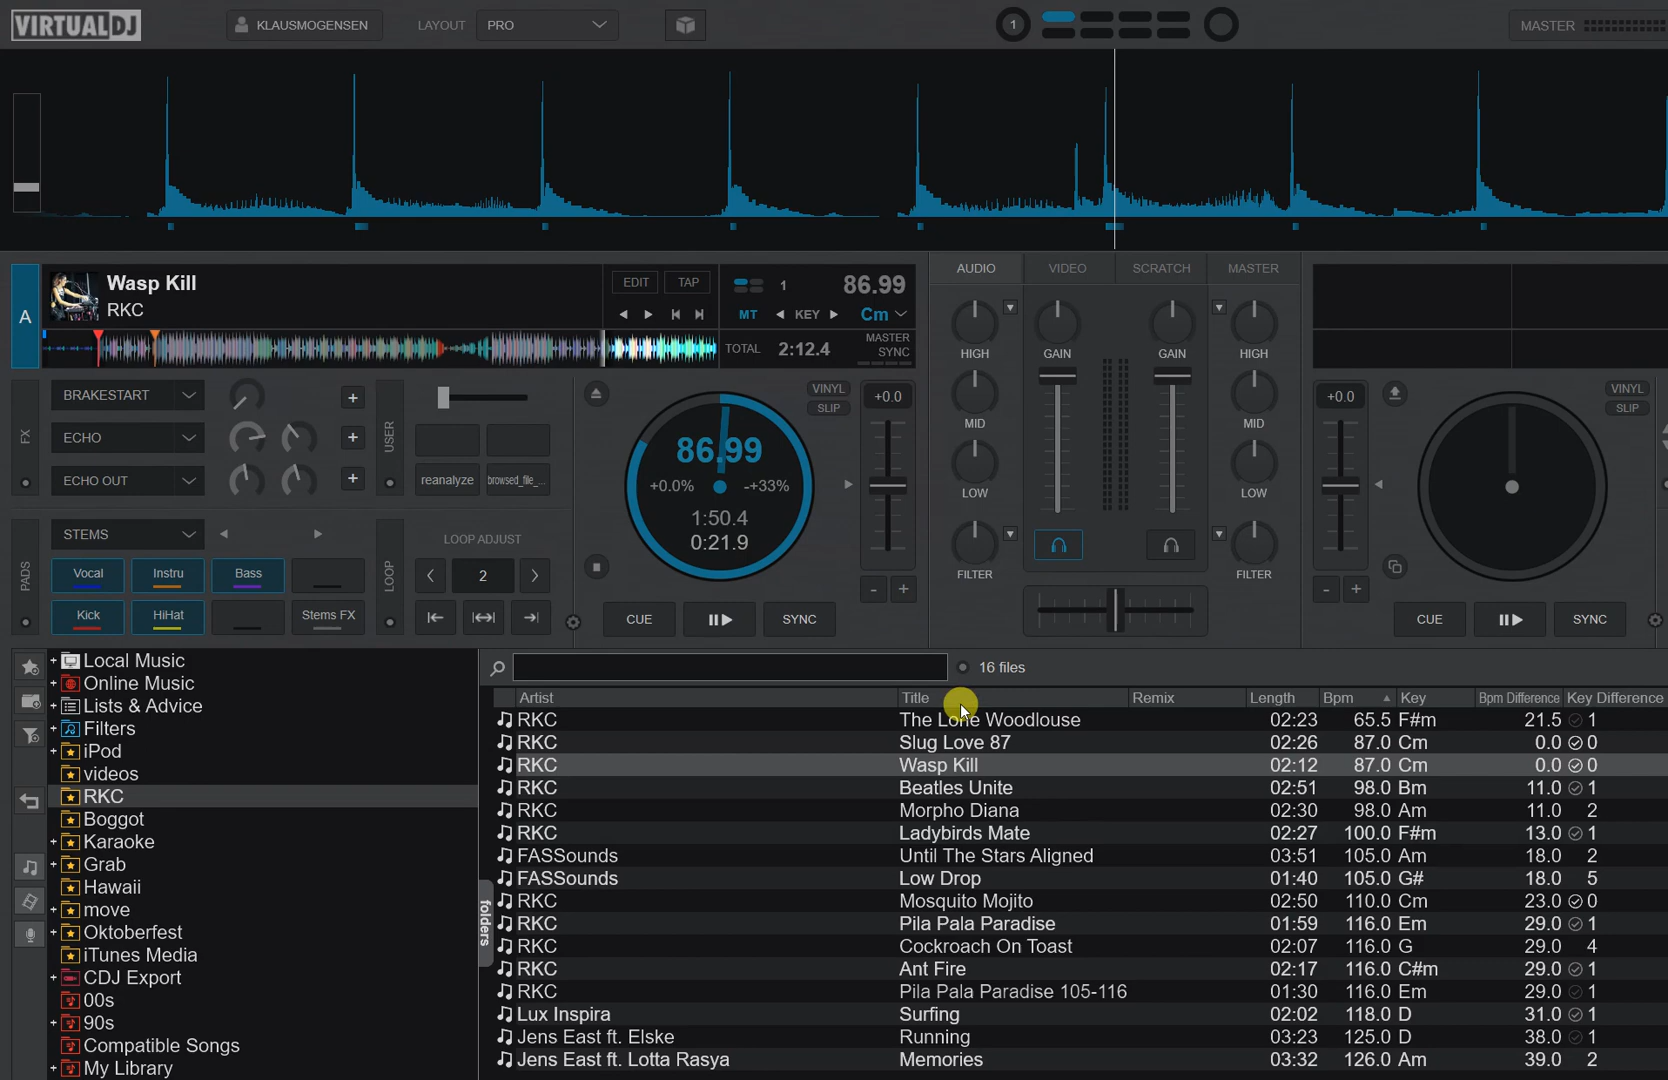 VIRTUALDJ
KLAUSMOGENSEN
LAYOUT PRO
1
MASTER
A
Wasp Kill
RKC
EDIT TAP
1
86.99
MT KEY Cm
TOTAL 2:12.4 MASTER SYNC
AUDIO VIDEO SCRATCH MASTER
HIGH GAIN GAIN HIGH
MID MID
LOW LOW
FILTER FILTER
FX
BRAKESTART
ECHO
ECHO OUT
+
+
+
USER
reanalyze browsed_file_...
VINYL
SLIP
+0.0
86.99
+0.0% -+33%
1:50.4
0:21.9
- +
+0.0
VINYL
SLIP
- +
PADS
STEMS
Vocal Instru Bass
Kick HiHat Stems FX
LOOP
LOOP ADJUST
2
CUE SYNC
CUE SYNC
Local Music
Online Music
Lists & Advice
Filters
iPod
videos
RKC
Boggot
Karaoke
Grab
Hawaii
move
Oktoberfest
iTunes Media
CDJ Export
00s
90s
Compatible Songs
My Library
folders
16 files
Artist Title Remix Length Bpm Key Bpm Difference Key Difference
RKC The Lone Woodlouse 02:23 65.5 F#m 21.5 1
RKC Slug Love 87 02:26 87.0 Cm 0.0 0
RKC Wasp Kill 02:12 87.0 Cm 0.0 0
RKC Beatles Unite 02:51 98.0 Bm 11.0 1
RKC Morpho Diana 02:30 98.0 Am 11.0 2
RKC Ladybirds Mate 02:27 100.0 F#m 13.0 1
FASSounds Until The Stars Aligned 03:51 105.0 Am 18.0 2
FASSounds Low Drop 01:40 105.0 G# 18.0 5
RKC Mosquito Mojito 02:50 110.0 Cm 23.0 0
RKC Pila Pala Paradise 01:59 116.0 Em 29.0 1
RKC Cockroach On Toast 02:07 116.0 G 29.0 4
RKC Ant Fire 02:17 116.0 C#m 29.0 1
RKC Pila Pala Paradise 105-116 01:30 116.0 Em 29.0 1
Lux Inspira Surfing 02:02 118.0 D 31.0 1
Jens East ft. Elske Running 03:23 125.0 D 38.0 1
Jens East ft. Lotta Rasya Memories 03:32 126.0 Am 39.0 2